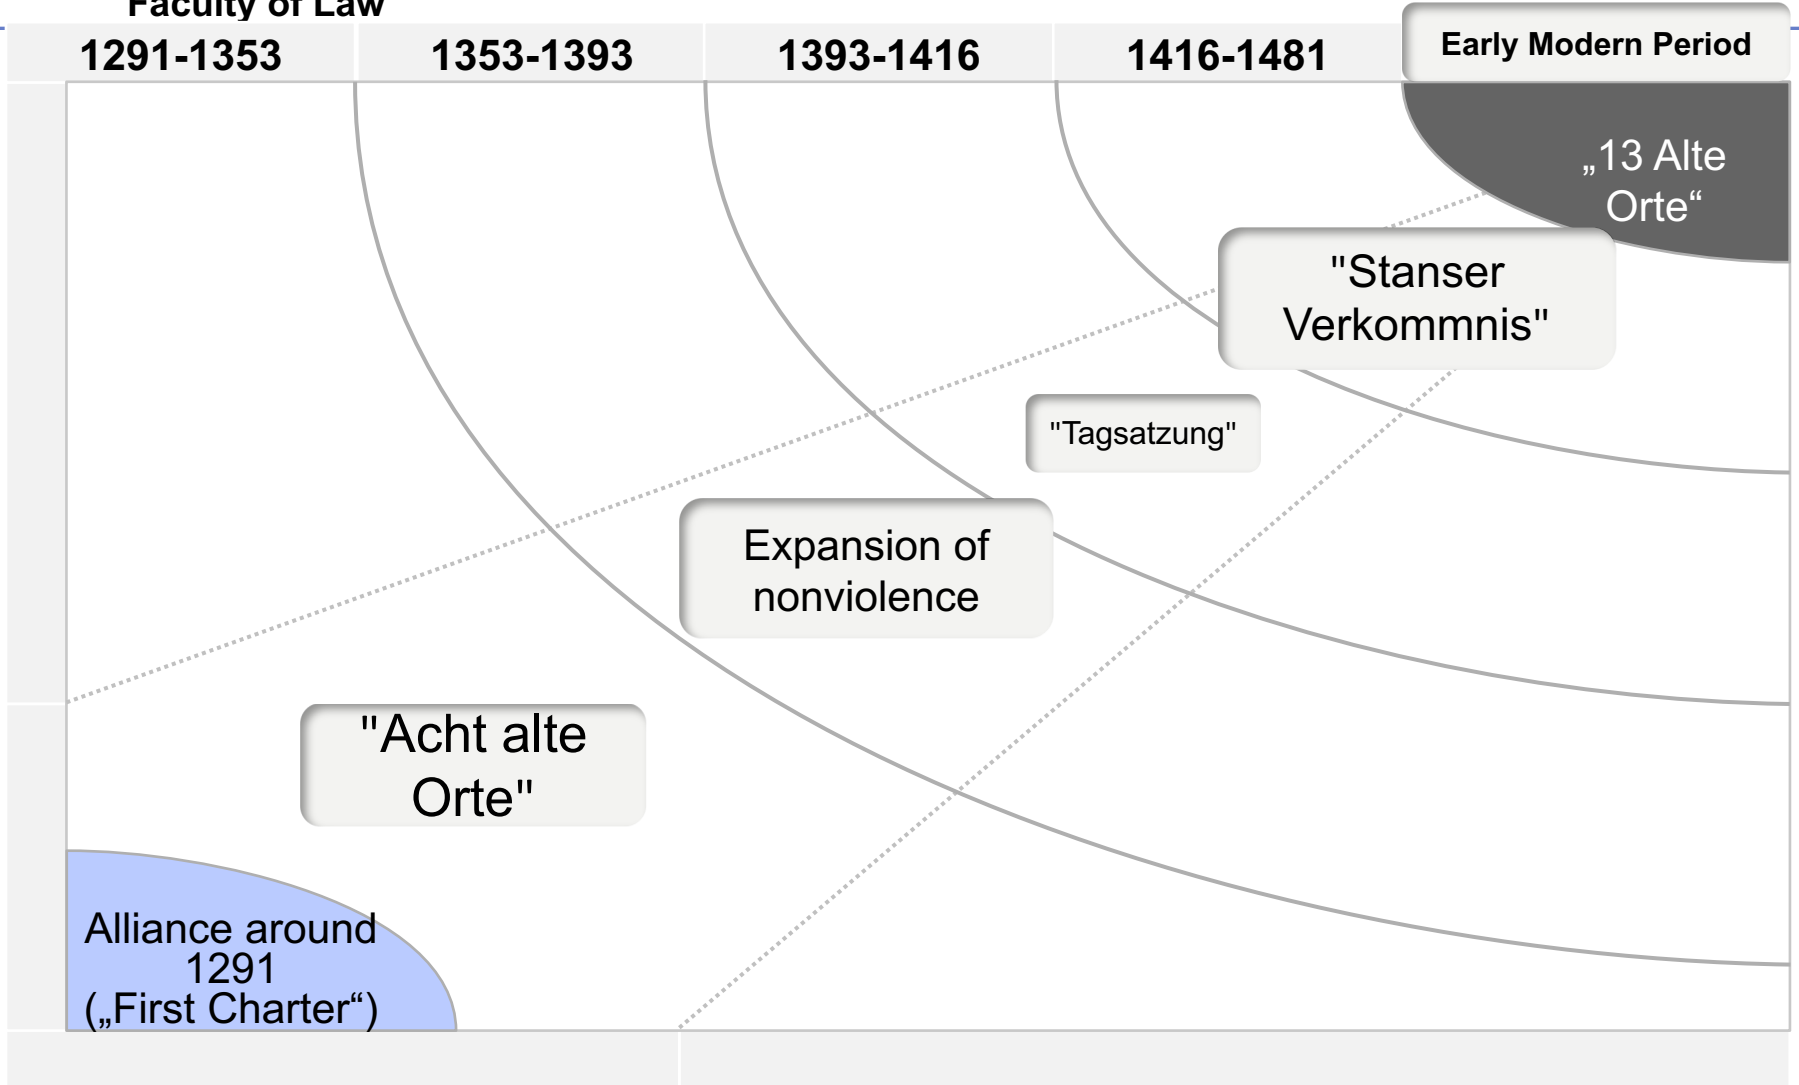 Faculty of Law
1291-1353
1353-1393
1393-1416
1416-1481
Early Modern Period
„13 Alte
Orte“
"Stanser
Verkommnis"
"Tagsatzung"
Expansion of
nonviolence
"Acht alte
Orte"
Alliance around
1291
(„First Charter“)